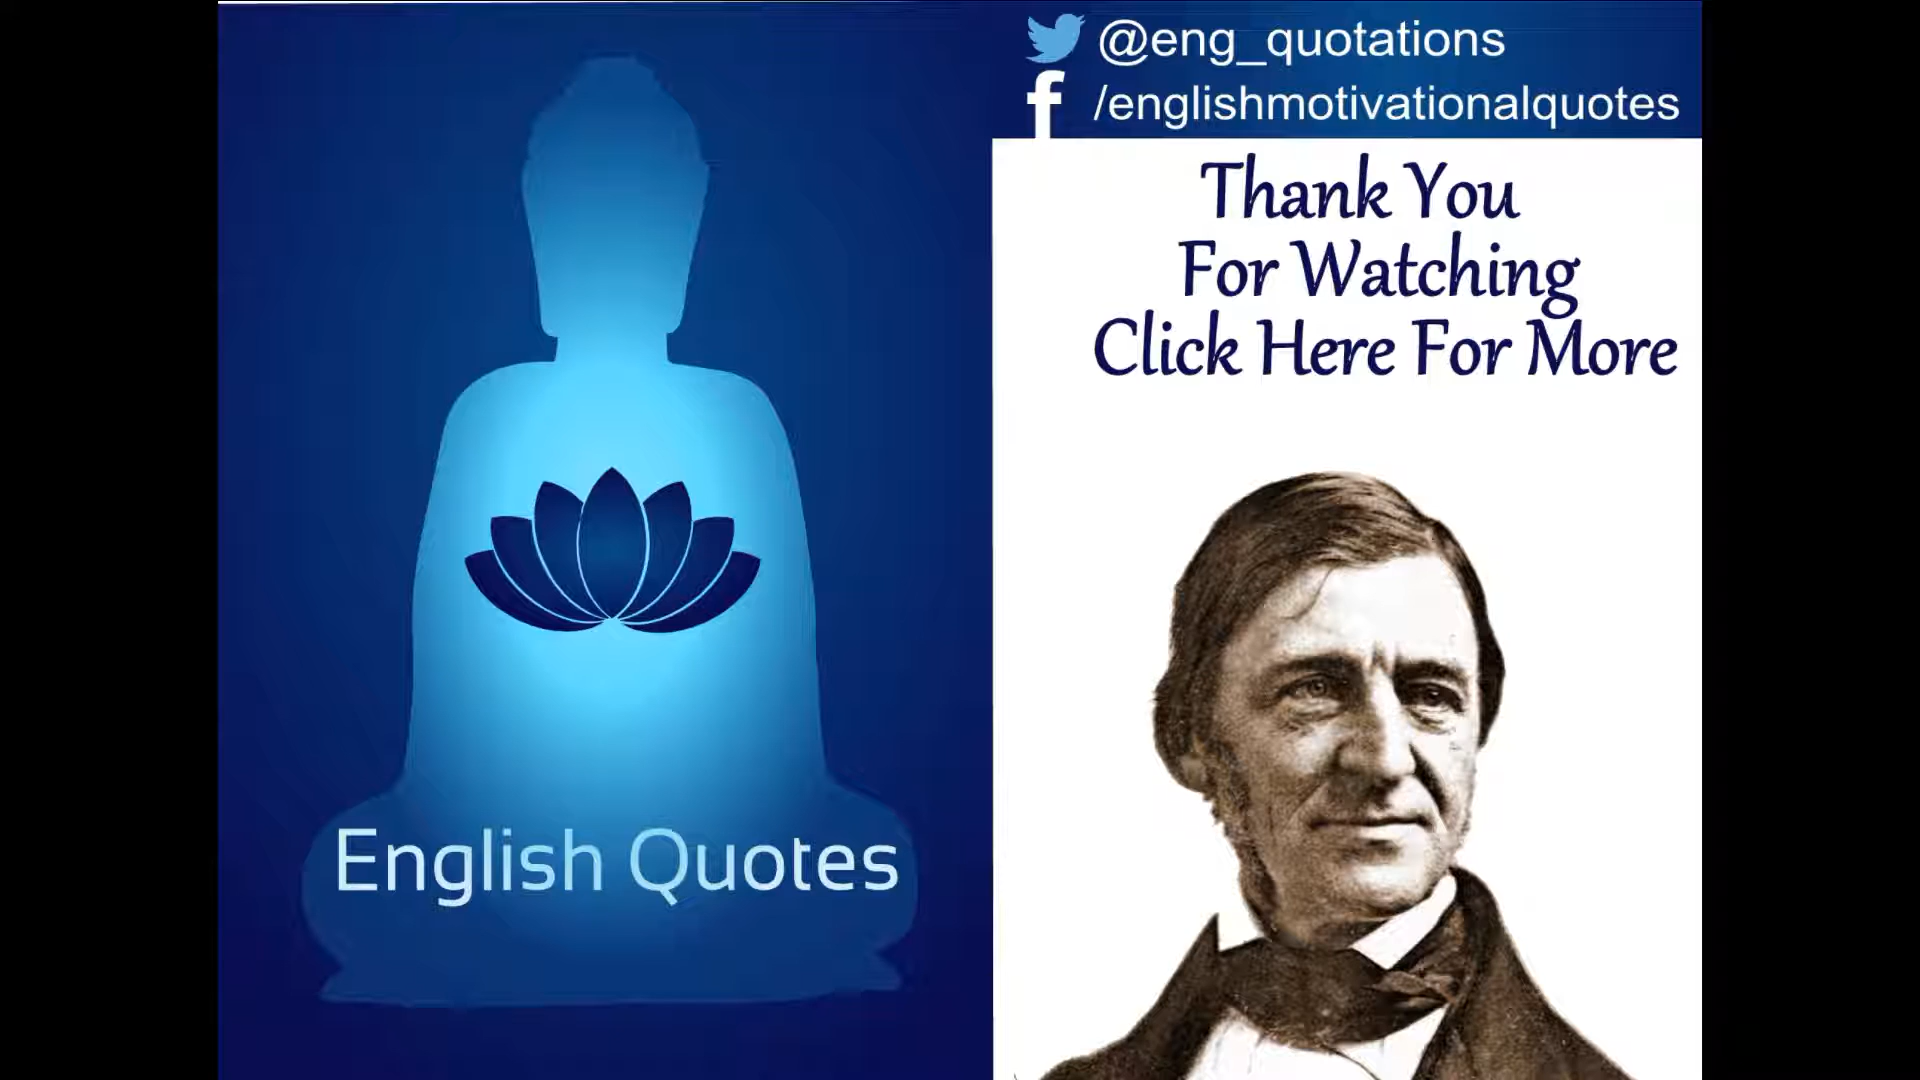 English Quotes
@eng_quotations
/englishmotivationalquotes
Thank You
For Watching
Click Here For More